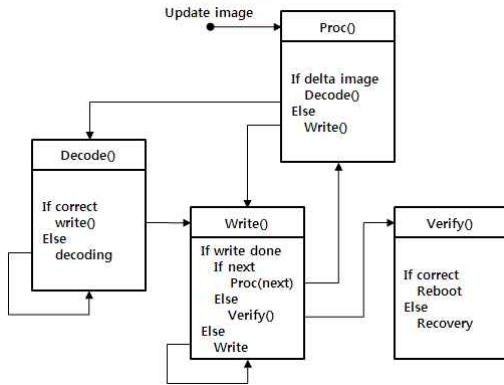 Update image
Proc()
If delta image
Decode()
Else
Write()
Decode()
If correct
write()
Else
decoding
Write()
If write done
If next
Proc(next)
Else
Verify()
Else
Write
Verify()
If correct
Reboot
Else
Recovery